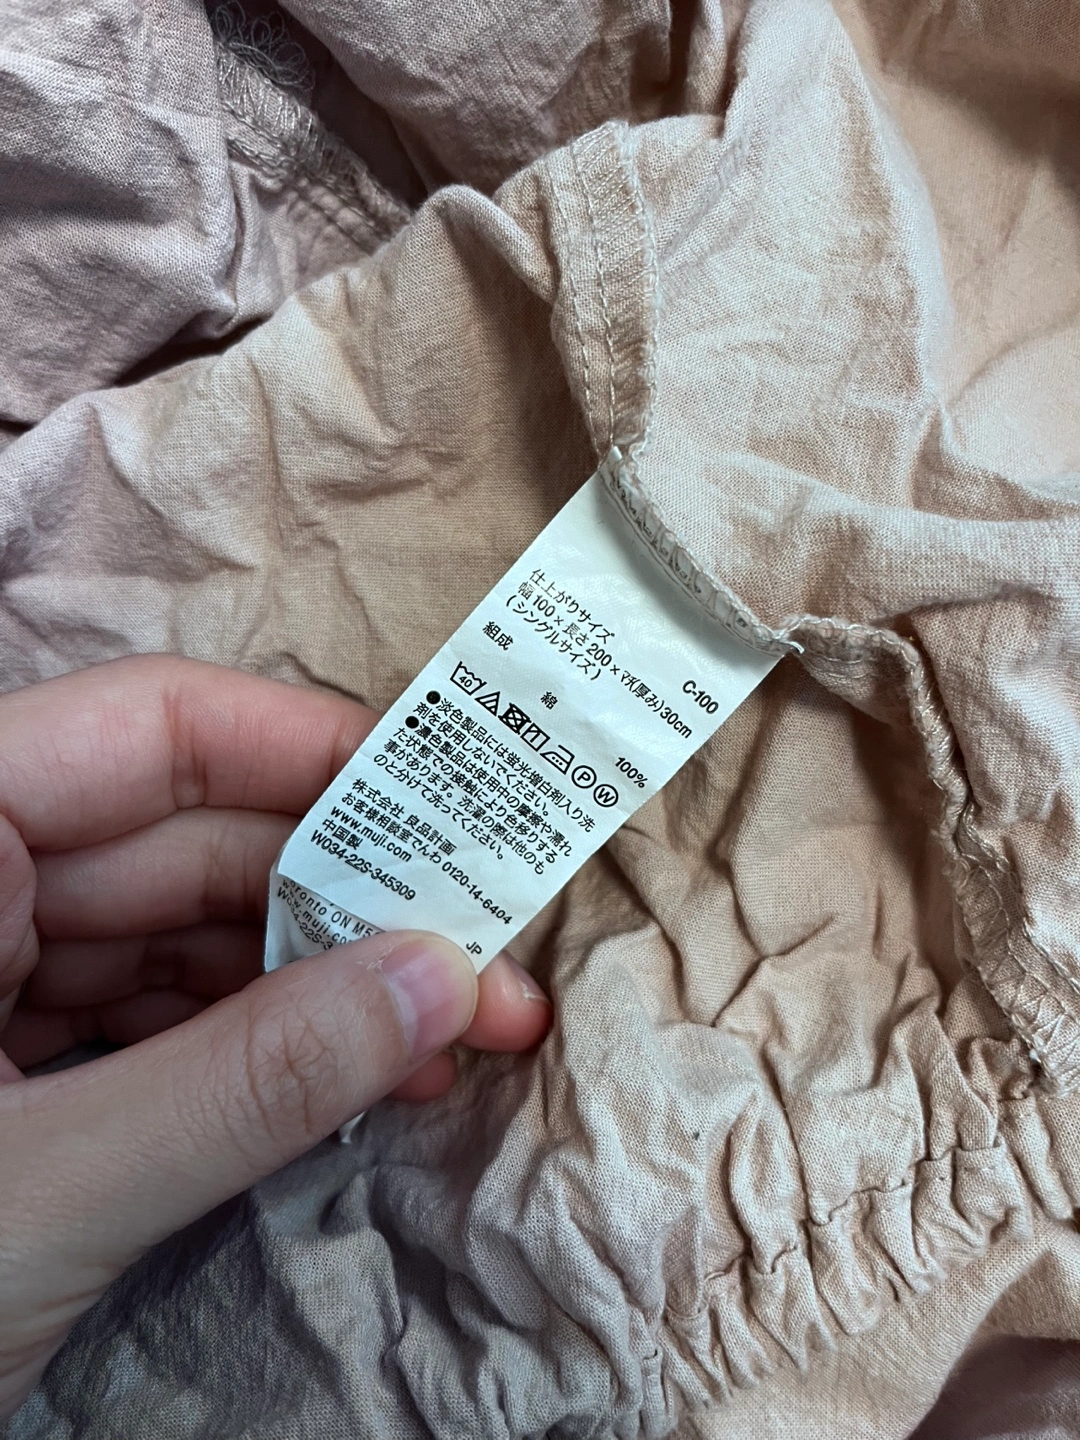 C-100
仕上がりサイズ
幅100×長さ200×マチ(厚み)30cm
(シングルサイズ)
組成
綿 100%
40
P W
●淡色製品には蛍光増白剤入り洗
剤を使用しないでください。
●濃色製品は使用中の摩擦や濡れ
た状態での接触により色移りする
事があります。洗濯の際は他のも
のと分けて洗ってください。
株式会社 良品計画
お客様相談室でんわ 0120-14-6404
www.muji.com
中国製
W034-22S-345309
JP
ON